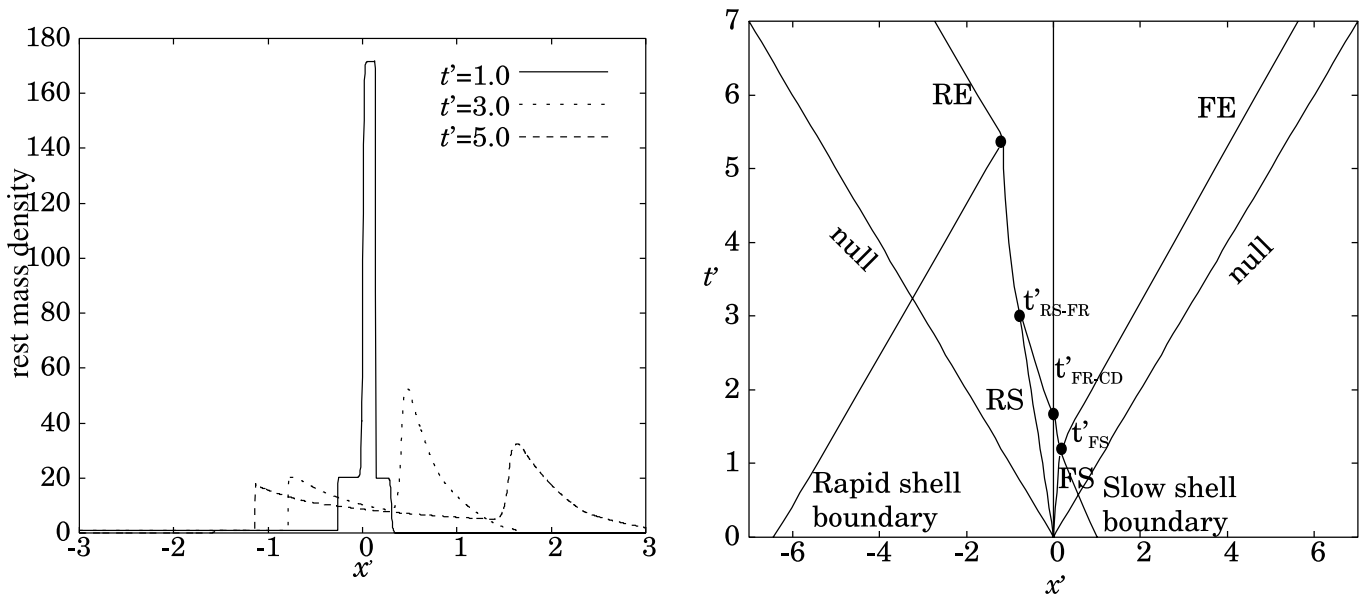 180
160
140
120
100
80
60
40
20
0
rest mass density
t'=1.0
t'=3.0
t'=5.0
-3
-2
-1
0
1
2
3
x'
7
6
5
4
3
2
1
0
t'
RE
FE
null
null
t'RS-FR
t'FR-CD
RS
t'FS
FS
Rapid shell
boundary
Slow shell
boundary
-6
-4
-2
0
2
4
6
x'